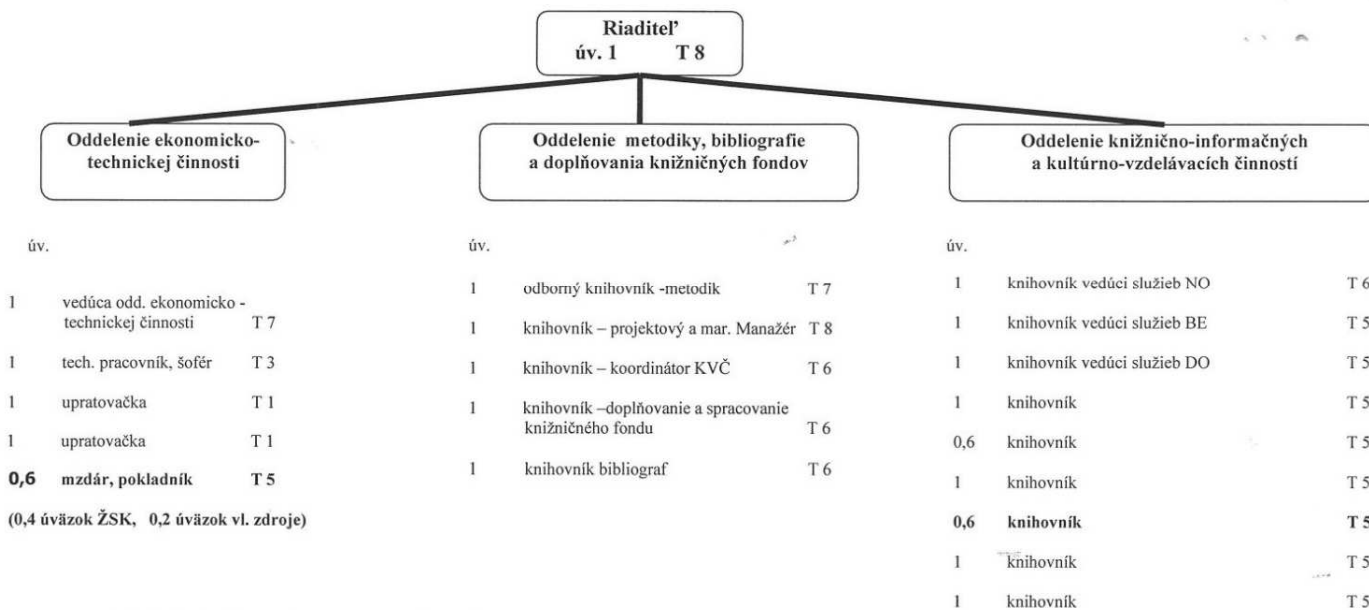 Riaditeľ
úv. 1 T 8
Oddelenie ekonomicko-
technickej činnosti
Oddelenie metodiky, bibliografie
a doplňovania knižničných fondov
Oddelenie knižnično-informačných
a kultúrno-vzdelávacích činností
úv.
1 vedúca odd. ekonomicko -
technickej činnosti T 7
1 tech. pracovník, šofér T 3
1 upratovačka T 1
1 upratovačka T 1
0,6 mzdár, pokladník T 5
(0,4 úväzok ŽSK, 0,2 úväzok vl. zdroje)
úv.
1 odborný knihovník -metodik T 7
1 knihovník – projektový a mar. Manažér T 8
1 knihovník – koordinátor KVČ T 6
1 knihovník –doplňovanie a spracovanie
knižničného fondu T 6
1 knihovník bibliograf T 6
úv.
1 knihovník vedúci služieb NO T 6
1 knihovník vedúci služieb BE T 5
1 knihovník vedúci služieb DO T 5
1 knihovník T 5
0,6 knihovník T 5
1 knihovník T 5
0,6 knihovník T 5
1 knihovník T 5
1 knihovník T 5